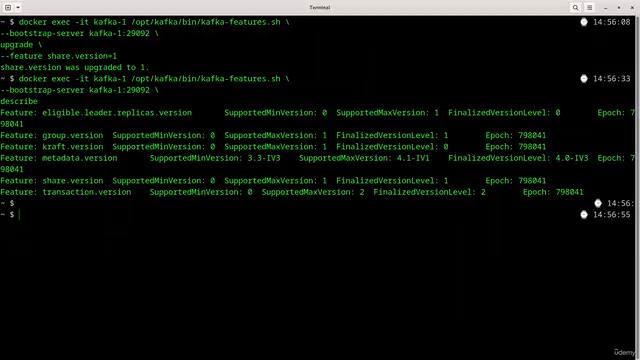 Terminal
~ $ docker exec -it kafka-1 /opt/kafka/bin/kafka-features.sh \ 14:56:08
--bootstrap-server kafka-1:29092 \
upgrade \
--feature share.version=1
share.version was upgraded to 1.
~ $ docker exec -it kafka-1 /opt/kafka/bin/kafka-features.sh \ 14:56:33
--bootstrap-server kafka-1:29092 \
describe
Feature: eligible.leader.replicas.version SupportedMinVersion: 0 SupportedMaxVersion: 1 FinalizedVersionLevel: 0 Epoch: 7
98041
Feature: group.version SupportedMinVersion: 0 SupportedMaxVersion: 1 FinalizedVersionLevel: 1 Epoch: 798041
Feature: kraft.version SupportedMinVersion: 0 SupportedMaxVersion: 1 FinalizedVersionLevel: 0 Epoch: 798041
Feature: metadata.version SupportedMinVersion: 3.3-IV3 SupportedMaxVersion: 4.1-IV1 FinalizedVersionLevel: 4.0-IV3 Epoch: 7
98041
Feature: share.version SupportedMinVersion: 0 SupportedMaxVersion: 1 FinalizedVersionLevel: 1 Epoch: 798041
Feature: transaction.version SupportedMinVersion: 0 SupportedMaxVersion: 2 FinalizedVersionLevel: 2 Epoch: 798041
~ $ 14:56:
~ $ 14:56:55
udemy